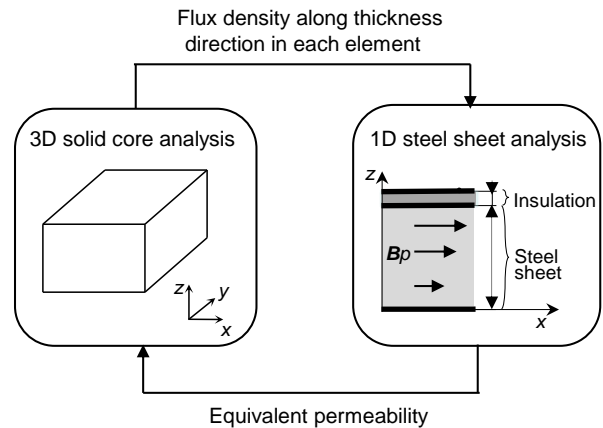 Flux density along thickness
direction in each element
3D solid core analysis
z
y
x
1D steel sheet analysis
z
Insulation
Bp
Steel
sheet
x
Equivalent permeability